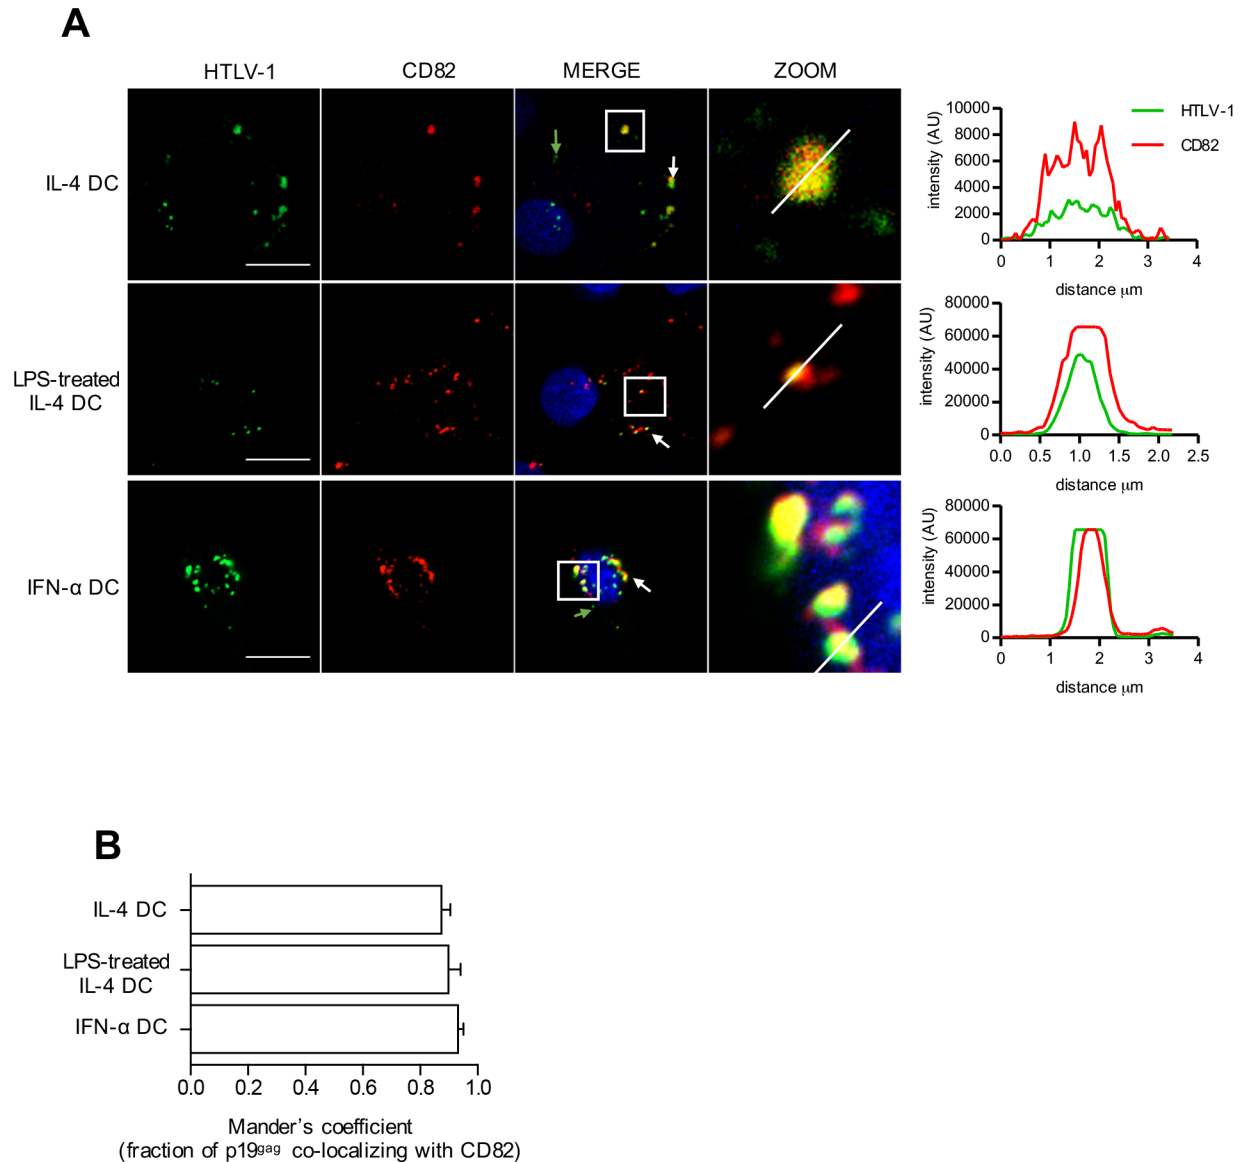 A
HTLV-1 CD82 MERGE ZOOM
IL-4 DC
10000
8000
6000
4000
2000
0
intensity (AU)
0 1 2 3 4
distance μm
HTLV-1
CD82
LPS-treated
IL-4 DC
80000
60000
40000
20000
0
intensity (AU)
0.0 0.5 1.0 1.5 2.0 2.5
distance μm
IFN-α DC
80000
60000
40000
20000
0
intensity (AU)
0 1 2 3 4
distance μm
B
IL-4 DC
LPS-treated
IL-4 DC
IFN-α DC
0.0 0.2 0.4 0.6 0.8 1.0
Mander's coefficient
(fraction of p19gag co-localizing with CD82)